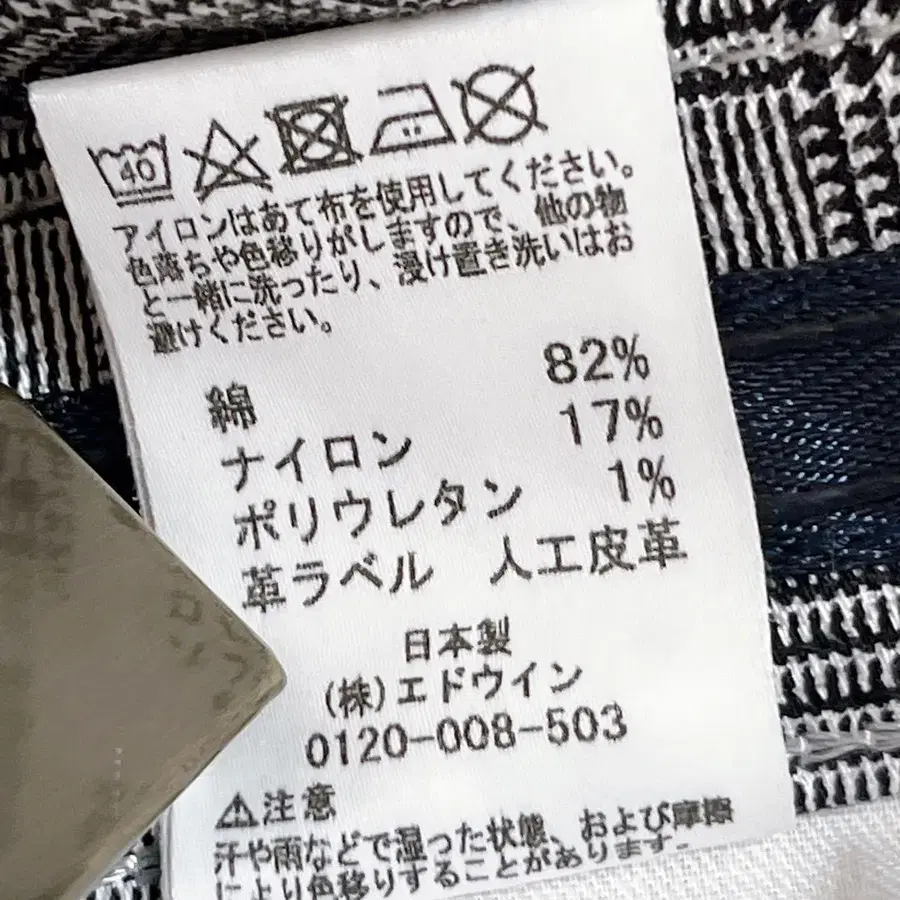 40
アイロンはあて布を使用してください。
色落ちや色移りがしますので、他の物
と一緒に洗ったり、浸け置き洗いはお
避けください。
綿 82%
ナイロン 17%
ポリウレタン 1%
革ラベル 人工皮革
日本製
(株)エドウイン
0120-008-503
⚠注意
汗や雨などで湿った状態、および摩擦
により色移りすることがあります。